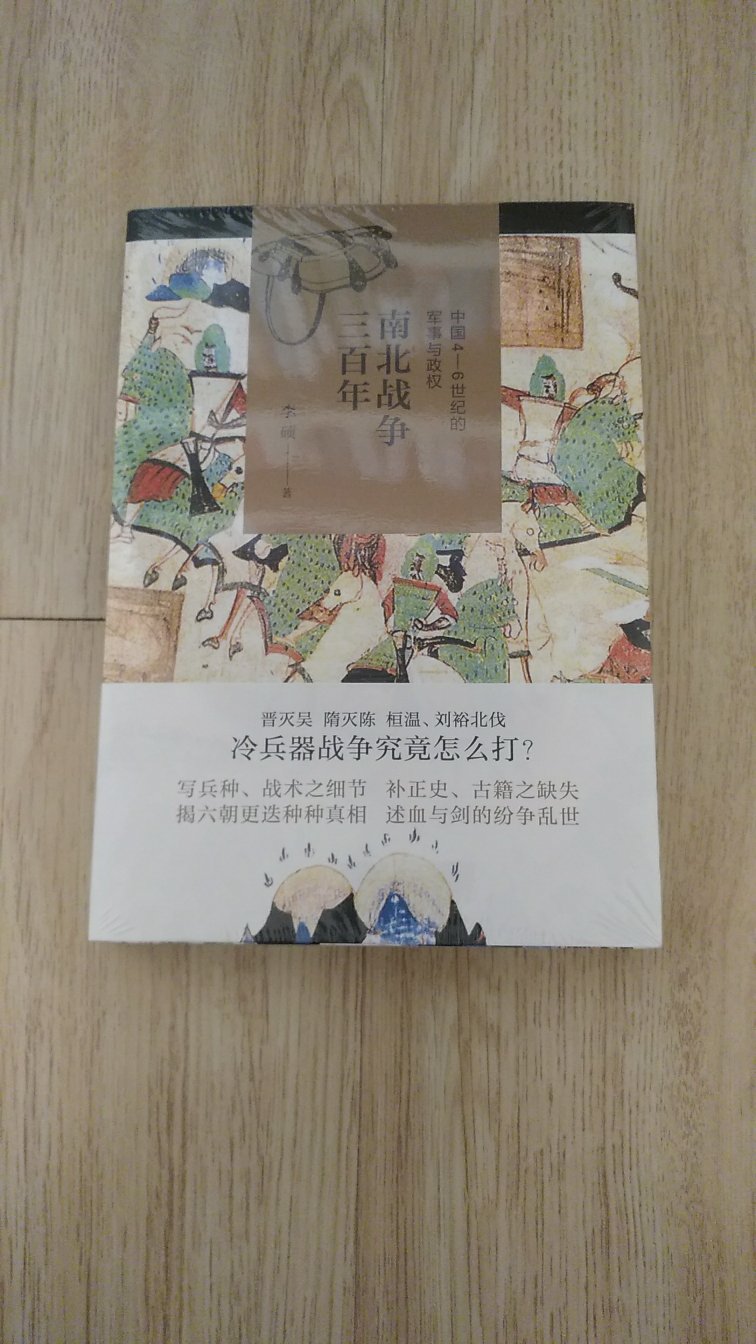 中国4—6世纪的
军事与政权
南北战争
三百年
李硕——著
晋灭吴 隋灭陈 桓温、刘裕北伐
冷兵器战争究竟怎么打?
写兵种、战术之细节 补正史、古籍之缺失
揭六朝更迭种种真相 述血与剑的纷争乱世